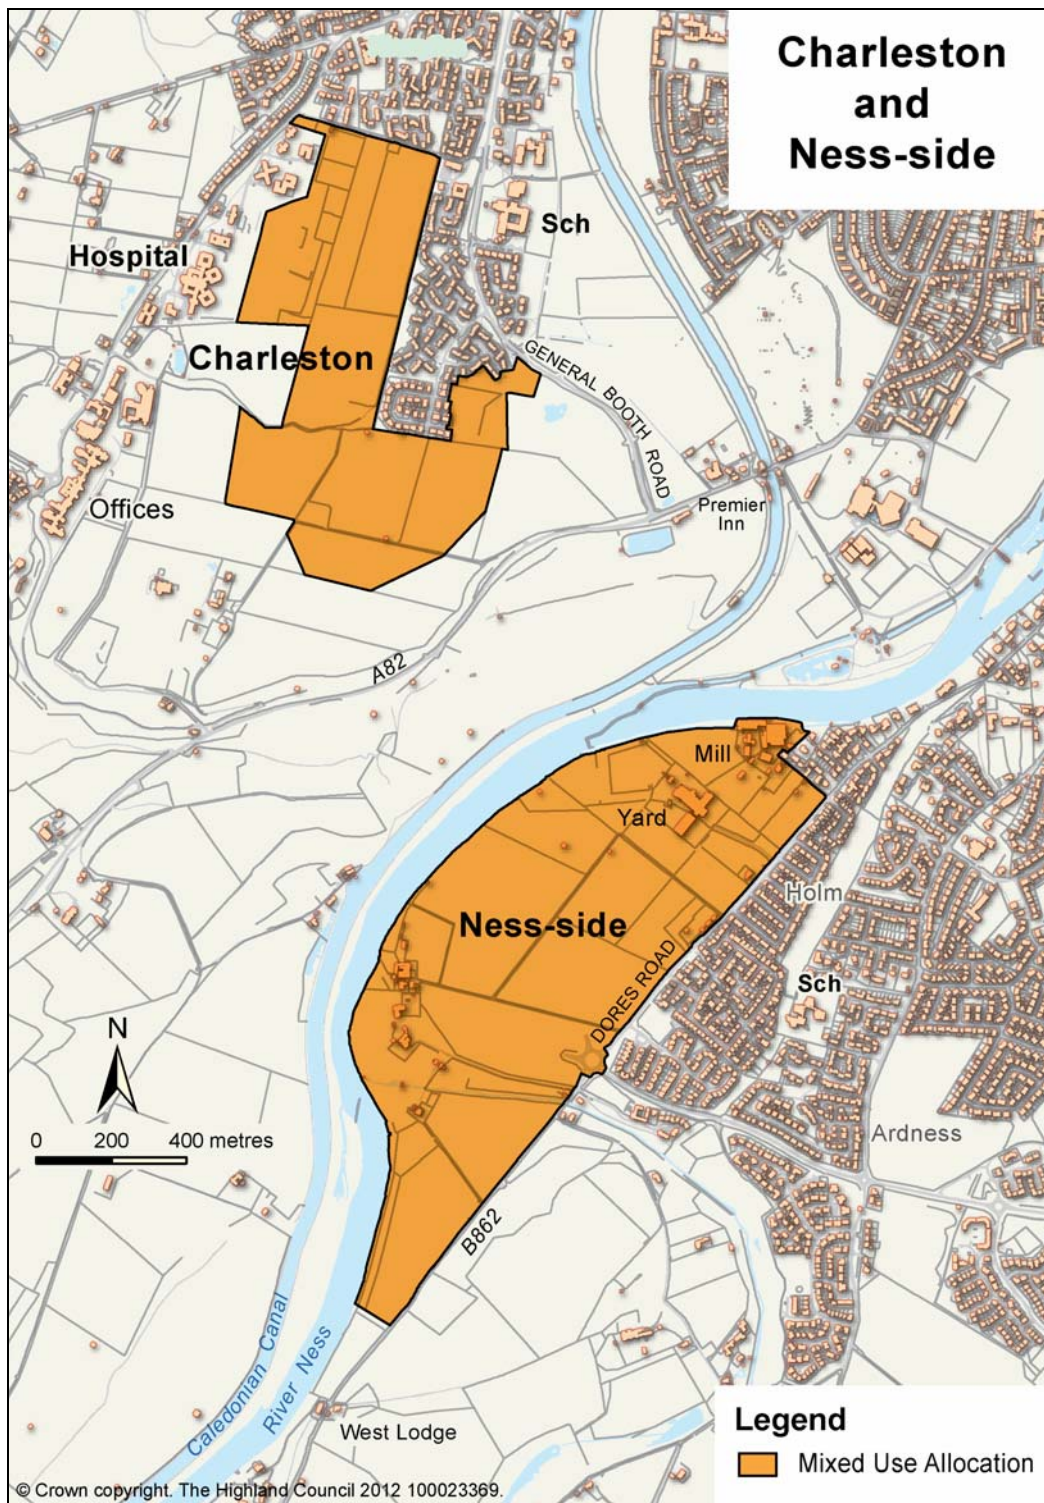 Charleston
and
Ness-side
Sch
Hospital
Charleston
GENERAL BOOTH ROAD
Offices
Premier
Inn
A82
Mill
Yard
Holm
Ness-side
DORES ROAD
Sch
N
0 200 400 metres
Ardness
B862
Caledonian Canal
River Ness
West Lodge
Legend
Mixed Use Allocation
© Crown copyright. The Highland Council 2012 100023369.